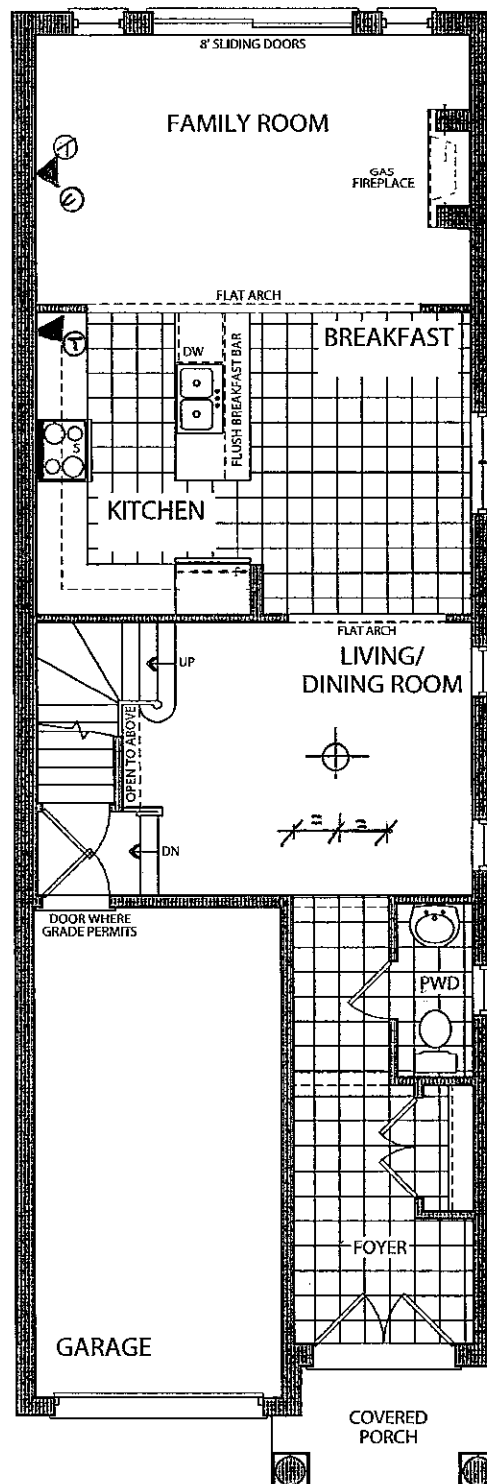 8' SLIDING DOORS
FAMILY ROOM
T
GAS
FIREPLACE
FLAT ARCH
BREAKFAST
T
DW
FLUSH BREAKFAST BAR
S
KITCHEN
FLAT ARCH
UP
LIVING/
DINING ROOM
OPEN TO ABOVE
DN
DOOR WHERE
GRADE PERMITS
PWD
FOYER
GARAGE
COVERED
PORCH